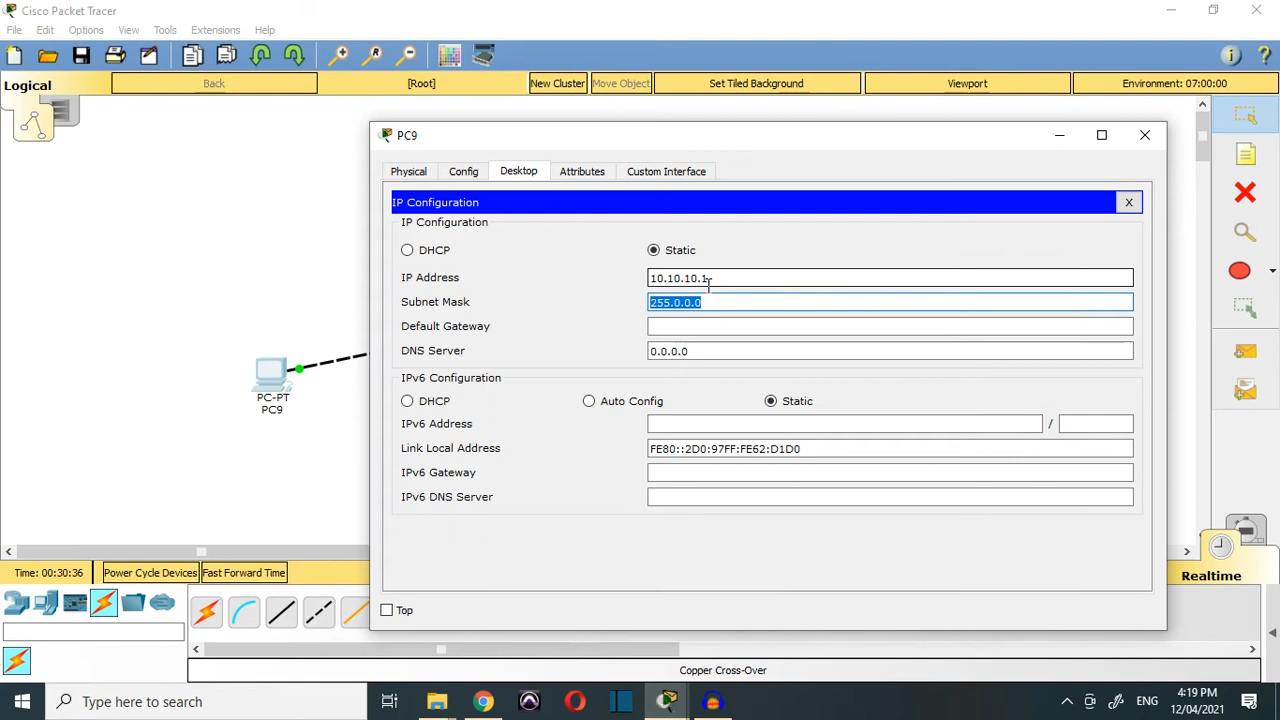 Cisco Packet Tracer
File Edit Options View Tools Extensions Help
Logical
Back
[Root]
New Cluster
Move Object
Set Tiled Background
Viewport
Environment: 07:00:00
PC9
Physical
Config
Desktop
Attributes
Custom Interface
IP Configuration
X
IP Configuration
DHCP
Static
IP Address
10.10.10.1
Subnet Mask
255.0.0.0
Default Gateway
DNS Server
0.0.0.0
IPv6 Configuration
DHCP
Auto Config
Static
IPv6 Address
/
Link Local Address
FE80::2D0:97FF:FE62:D1D0
IPv6 Gateway
IPv6 DNS Server
Top
PC-PT
PC9
Time: 00:30:36
Power Cycle Devices
Fast Forward Time
Realtime
Copper Cross-Over
Type here to search
ENG
4:19 PM
12/04/2021